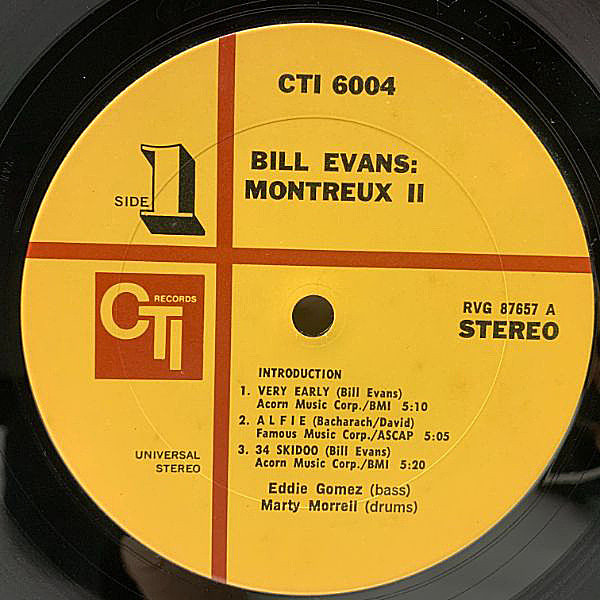 CTI 6004
BILL EVANS:
MONTREUX II
SIDE 1
CTI RECORDS
RVG 87657 A
STEREO
INTRODUCTION
1. VERY EARLY (Bill Evans)
Acorn Music Corp./BMI 5:10
2. ALFIE (Bacharach/David)
Famous Music Corp./ASCAP 5:05
3. 34 SKIDOO (Bill Evans)
Acorn Music Corp./BMI 5:20
UNIVERSAL
STEREO
Eddie Gomez (bass)
Marty Morrell (drums)